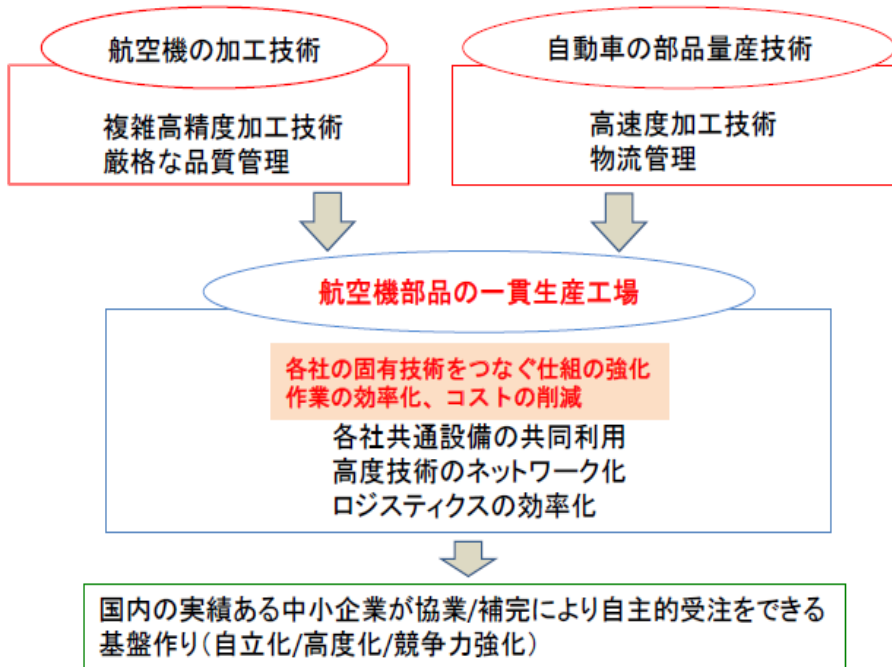 航空機の加工技術
複雑高精度加工技術
厳格な品質管理
自動車の部品量産技術
高速度加工技術
物流管理
航空機部品の一貫生産工場
各社の固有技術をつなぐ仕組の強化
作業の効率化、コストの削減
各社共通設備の共同利用
高度技術のネットワーク化
ロジスティクスの効率化
国内の実績ある中小企業が協業/補完により自主的受注をできる
基盤作り(自立化/高度化/競争力強化)